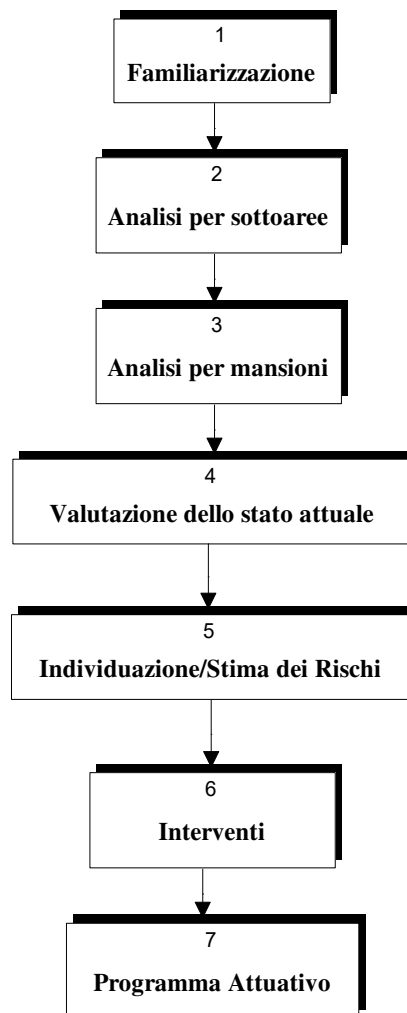 1
Familiarizzazione
2
Analisi per sottoaree
3
Analisi per mansioni
4
Valutazione dello stato attuale
5
Individuazione/Stima dei Rischi
6
Interventi
7
Programma Attuativo